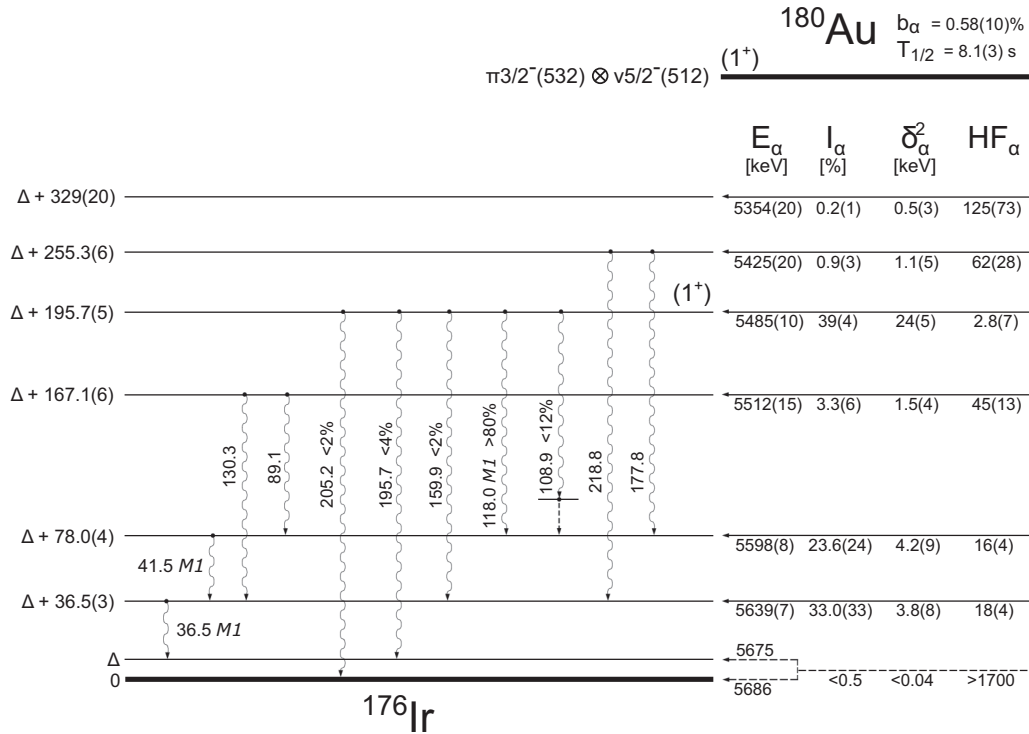 180Au
bα = 0.58(10)%
T1/2 = 8.1(3) s
π3/2-(532) ⊗ ν5/2-(512)
(1+)
Eα Iα δ2α HFα
[keV] [%] [keV]
Δ + 329(20)
5354(20) 0.2(1) 0.5(3) 125(73)
Δ + 255.3(6)
5425(20) 0.9(3) 1.1(5) 62(28)
(1+)
Δ + 195.7(5)
5485(10) 39(4) 24(5) 2.8(7)
Δ + 167.1(6)
5512(15) 3.3(6) 1.5(4) 45(13)
130.3
89.1
205.2 <2%
195.7 <4%
159.9 <2%
118.0 M1 >80%
108.9 <12%
218.8
177.8
Δ + 78.0(4)
5598(8) 23.6(24) 4.2(9) 16(4)
41.5 M1
Δ + 36.5(3)
5639(7) 33.0(33) 3.8(8) 18(4)
36.5 M1
Δ
5675
0
5686 <0.5 <0.04 >1700
176Ir